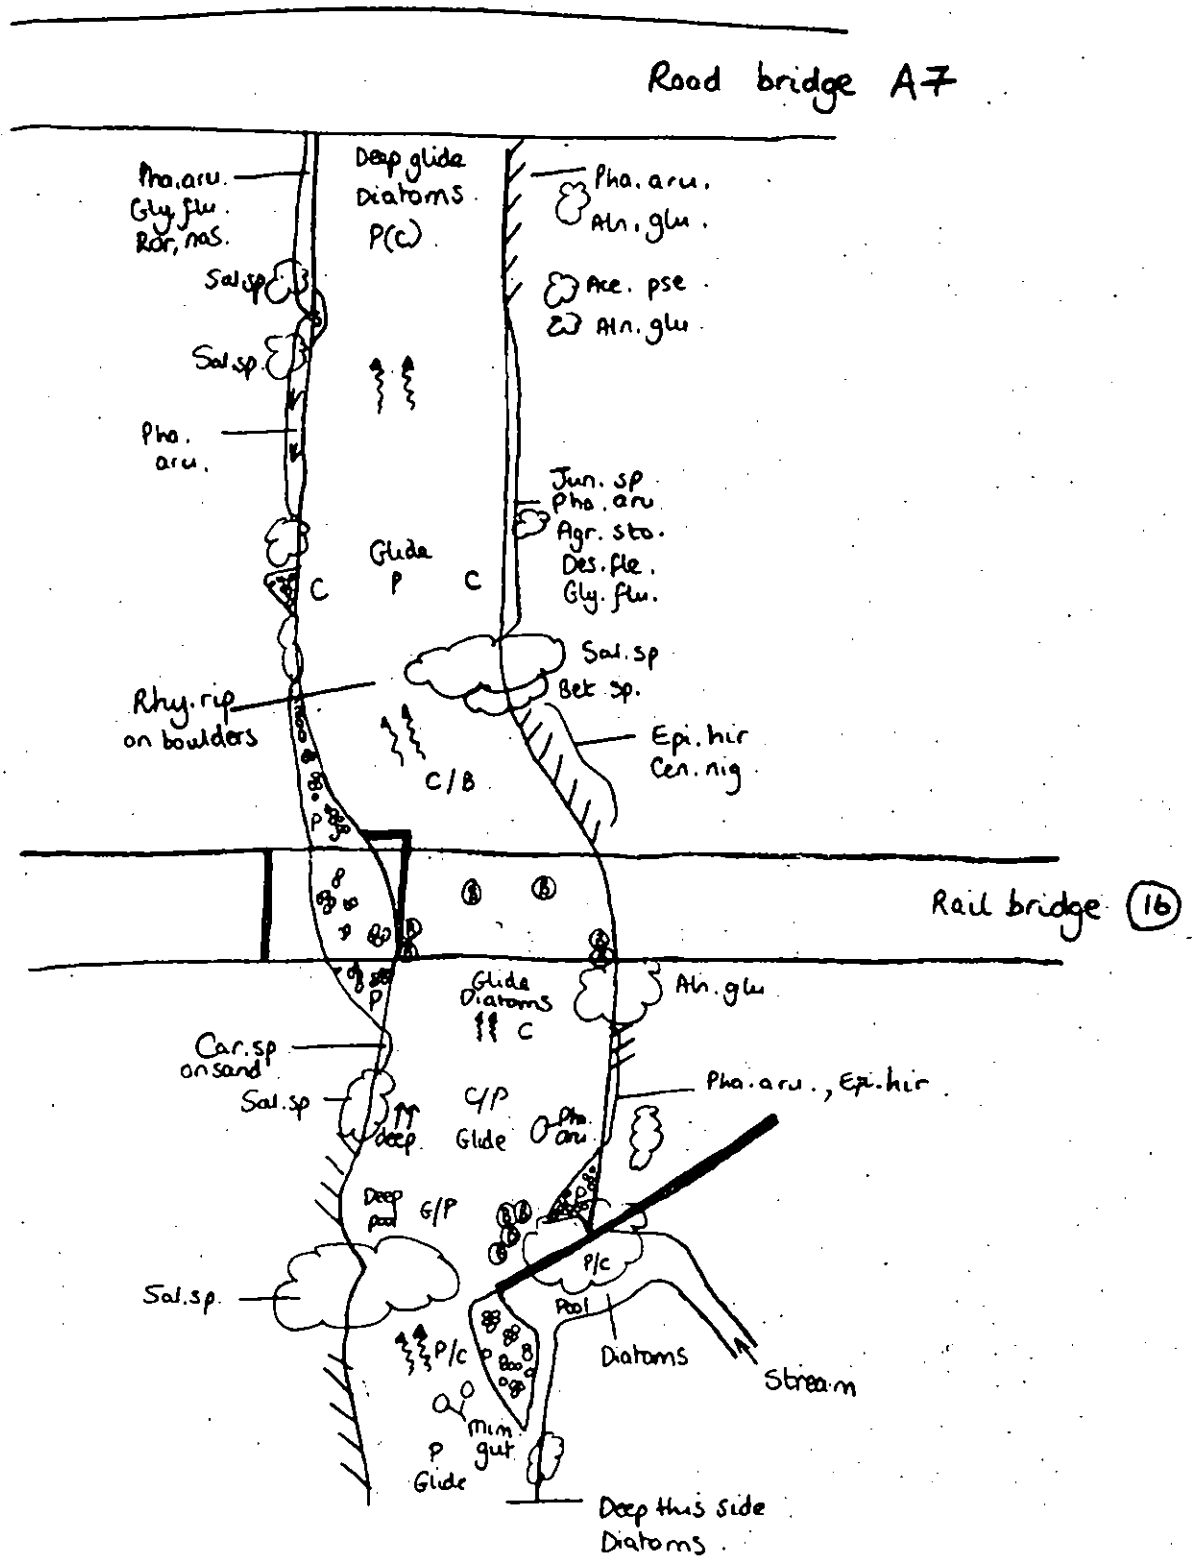 Road bridge A7
Pha.aru.
Gly.flu.
Ror.nas.
Deep glide
Diatoms
P(C)
Pha.aru.
Aln.glu.
Sal.sp
Ace. pse
Aln.glu
Sal.sp.
Pha.
aru.
Jun. sp
Pha. aru
Agr. sto.
Des. fle.
Gly. flu.
Glide
P
C
C
Sal.sp
Bet sp.
Rhy.rip
on boulders
Epi.hir
Cen.nig
C/B
P
Rail bridge 16
B
B
P
Glide
Diatoms
C
Aln.glu
P
Car.sp
on sand
Sal.sp
deep
C/P
Glide
Pha.
aru
Pha.aru., Epi.hir
P
Deep
pool
G/P
B
B
B
B
P/C
Sal.sp.
Pool
Diatoms
Stream
P/C
mim
gut
P
Glide
Deep this side
Diatoms